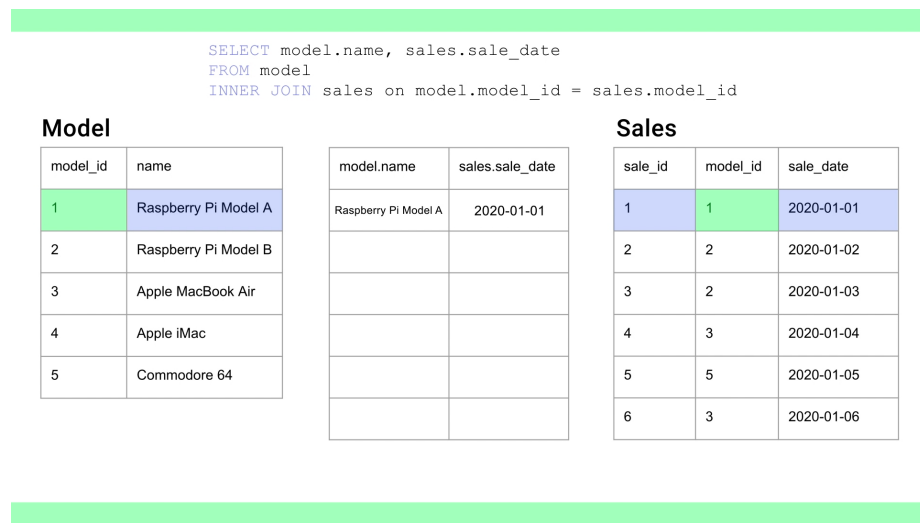 SELECT model.name, sales.sale_date
FROM model
INNER JOIN sales on model.model_id = sales.model_id
Model
model_id name
1 Raspberry Pi Model A
2 Raspberry Pi Model B
3 Apple MacBook Air
4 Apple iMac
5 Commodore 64
model.name sales.sale_date
Raspberry Pi Model A 2020-01-01
Sales
sale_id model_id sale_date
1 1 2020-01-01
2 2 2020-01-02
3 2 2020-01-03
4 3 2020-01-04
5 5 2020-01-05
6 3 2020-01-06